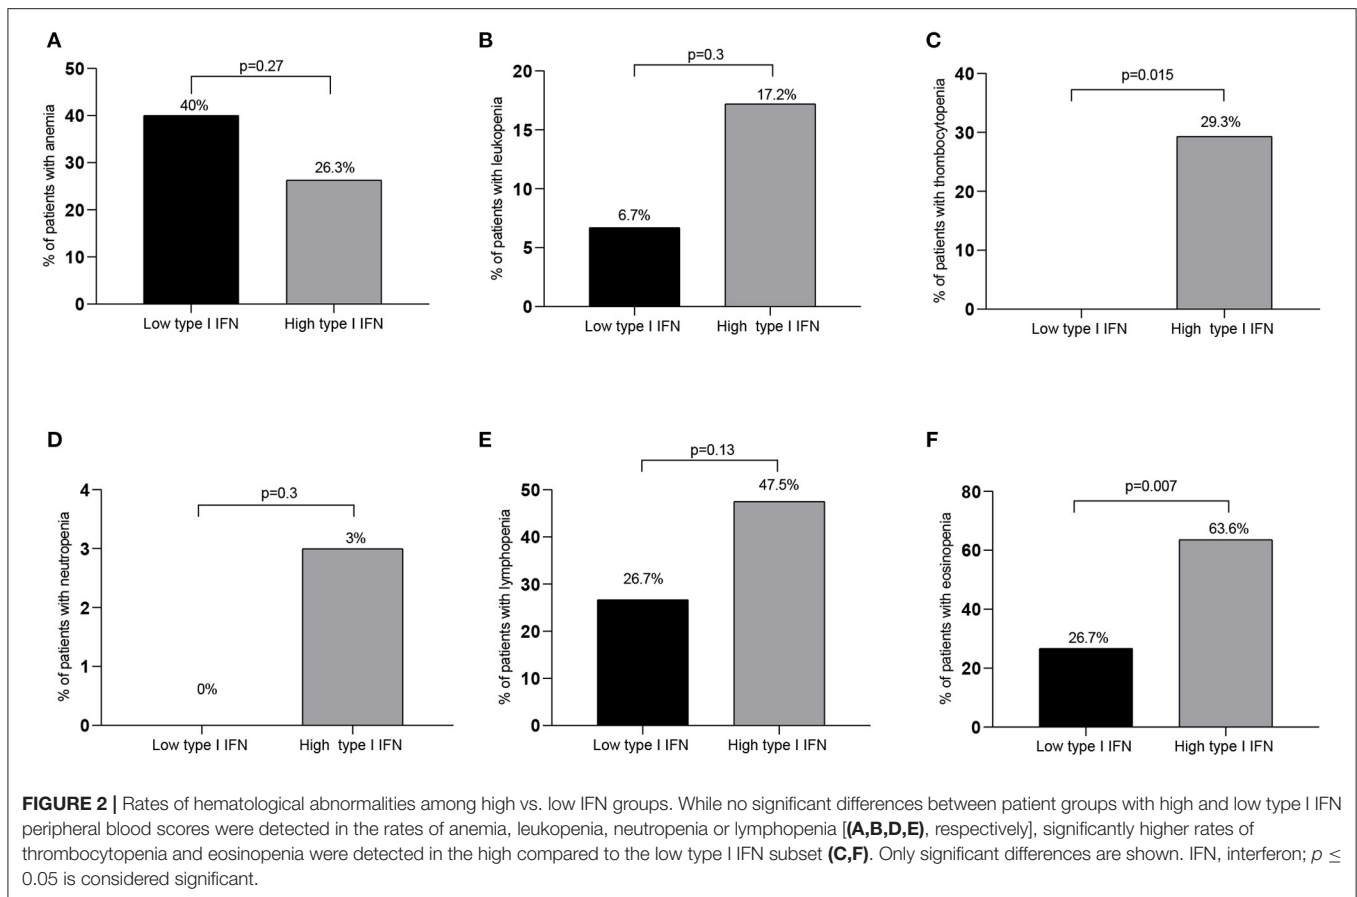 A
% of patients with anemia
50
40
30
20
10
0
p=0.27
40%
26.3%
Low type I IFN
High type I IFN
B
% of patients with leukopenia
20
15
10
5
0
p=0.3
6.7%
17.2%
Low type I IFN
High type I IFN
C
% of patients with thombocytopenia
40
30
20
10
0
p=0.015
29.3%
Low type I IFN
High type I IFN
D
% of patients with neutropenia
4
3
2
1
0
p=0.3
0%
3%
Low type I IFN
High type I IFN
E
% of patients with lymphopenia
50
40
30
20
10
0
p=0.13
26.7%
47.5%
Low type I IFN
High type I IFN
F
% of patients with eosinopenia
80
60
40
20
0
p=0.007
26.7%
63.6%
Low type I IFN
High type I IFN
FIGURE 2 | Rates of hematological abnormalities among high vs. low IFN groups. While no significant differences between patient groups with high and low type I IFN
peripheral blood scores were detected in the rates of anemia, leukopenia, neutropenia or lymphopenia [(A,B,D,E), respectively], significantly higher rates of
thrombocytopenia and eosinopenia were detected in the high compared to the low type I IFN subset (C,F). Only significant differences are shown. IFN, interferon; p ≤
0.05 is considered significant.